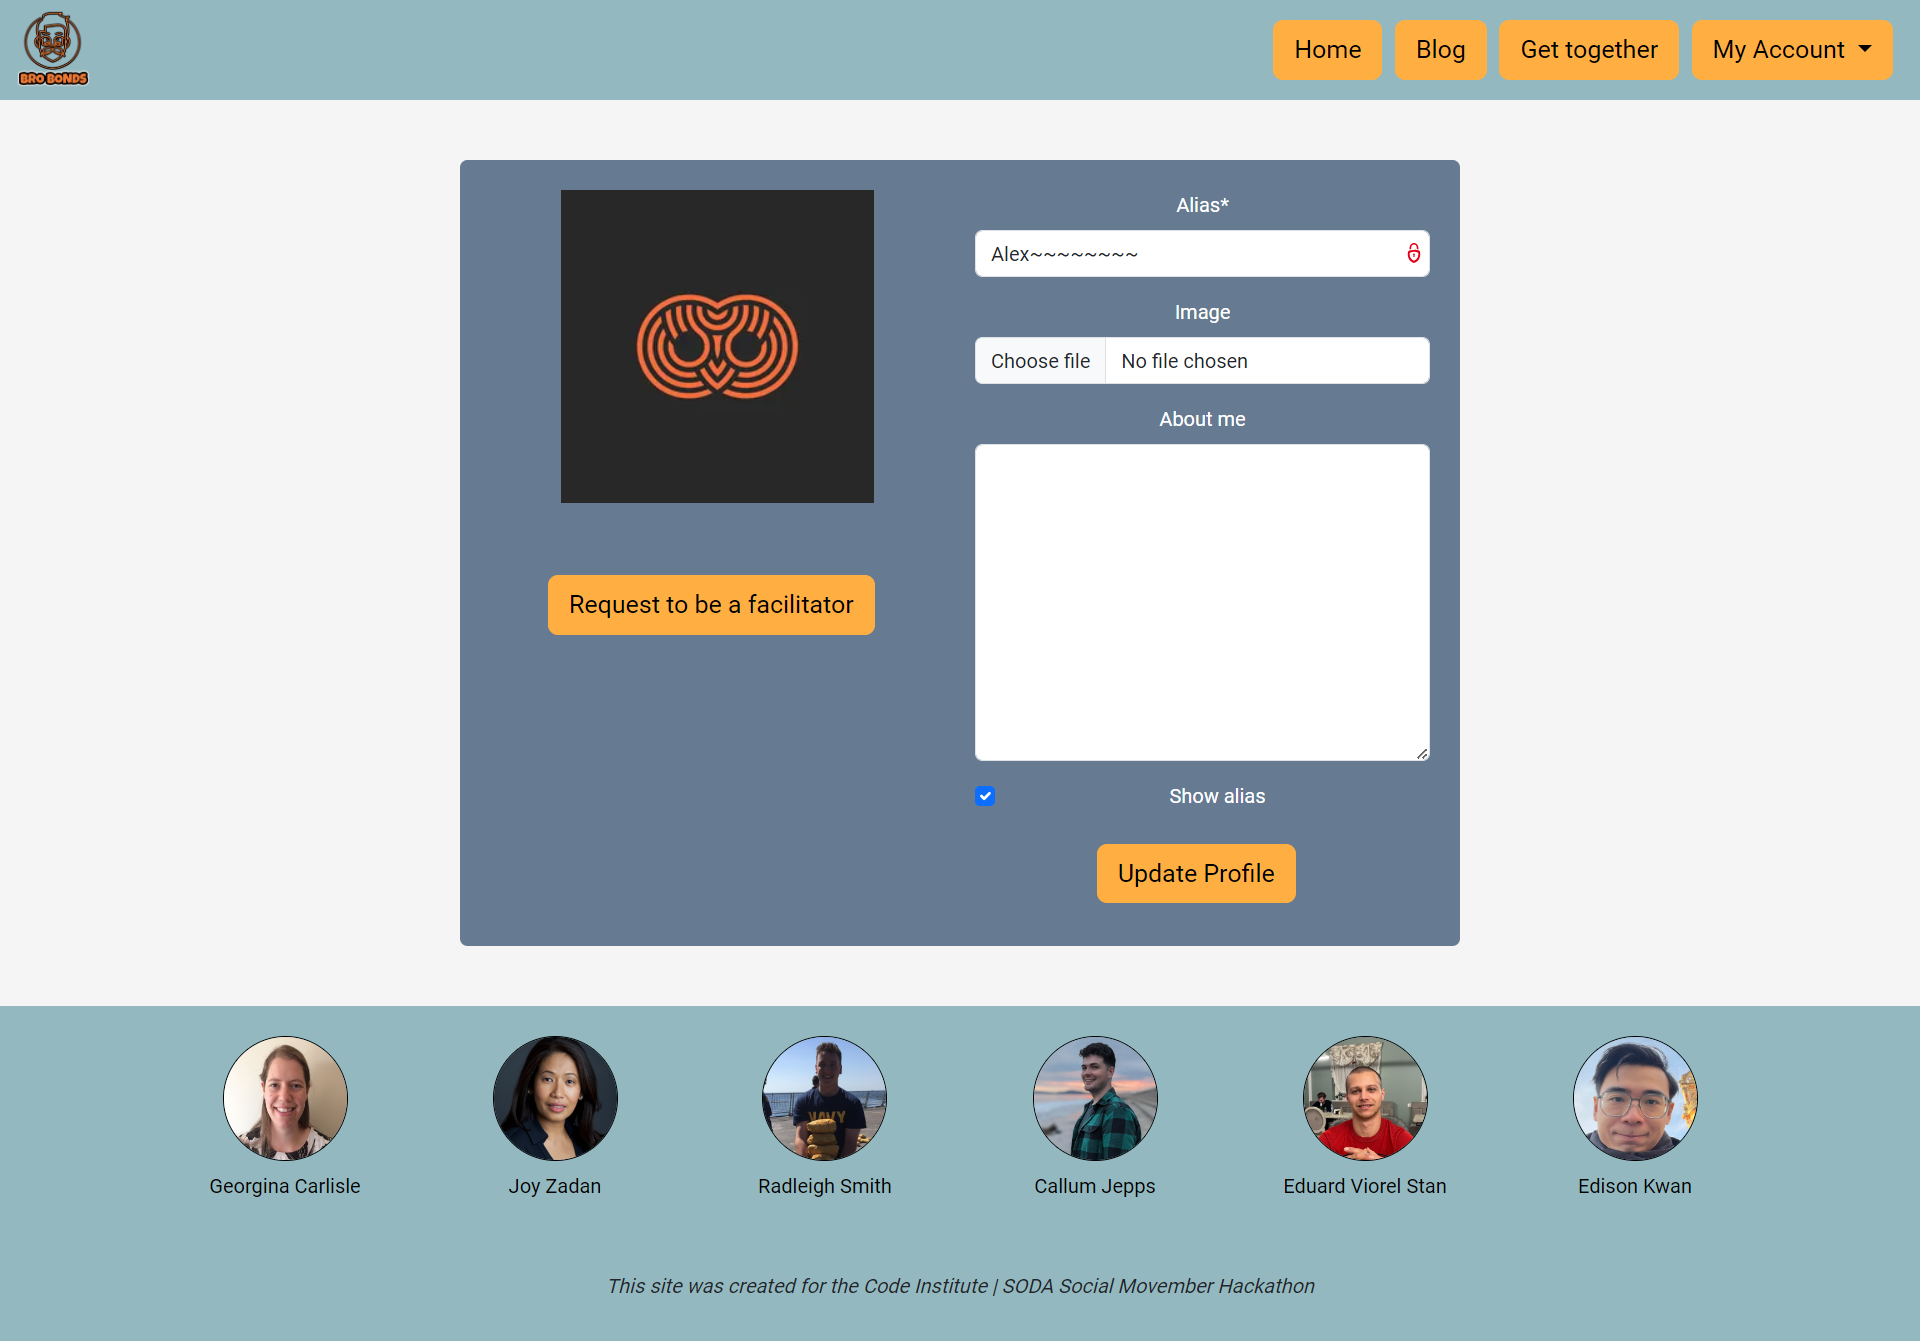 BRO BONDS
Home
Blog
Get together
My Account
Alias*
Alex~~~~~~~~
Image
Choose file
No file chosen
About me
Request to be a facilitator
Show alias
Update Profile
NAVY
Georgina Carlisle
Joy Zadan
Radleigh Smith
Callum Jepps
Eduard Viorel Stan
Edison Kwan
This site was created for the Code Institute | SODA Social Movember Hackathon